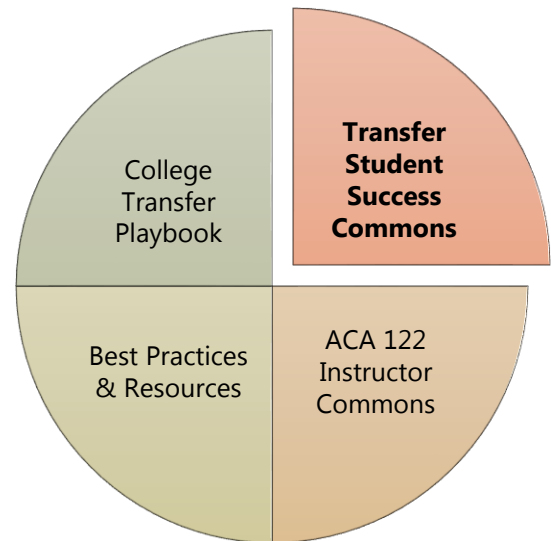 College
Transfer
Playbook
Transfer
Student
Success
Commons
Best Practices
& Resources
ACA 122
Instructor
Commons